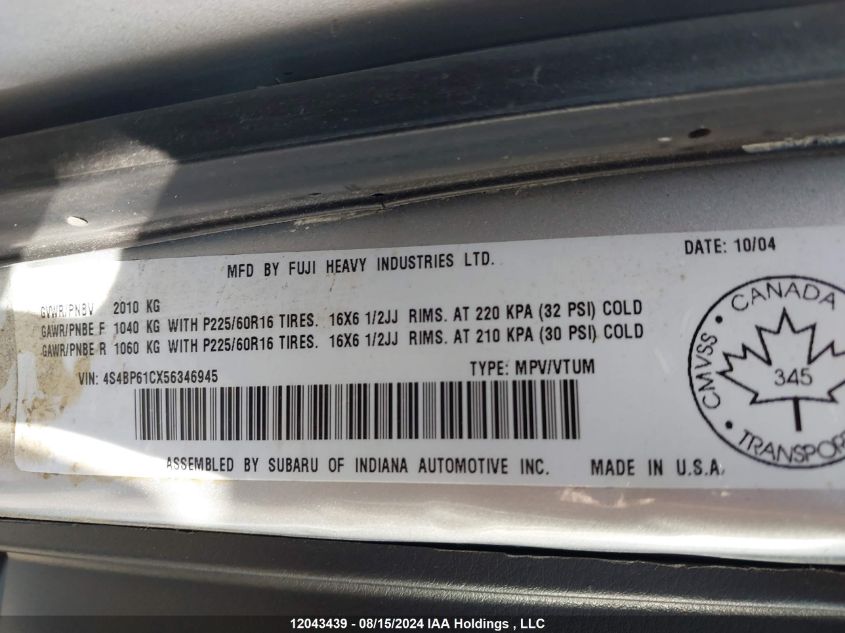 MFD BY FUJI HEAVY INDUSTRIES LTD.
DATE: 10/04
GVWR/PNBV 2010 KG
GAWR/PNBE F 1040 KG WITH P225/60R16 TIRES. 16X6 1/2JJ RIMS. AT 220 KPA (32 PSI) COLD
GAWR/PNBE R 1060 KG WITH P225/60R16 TIRES. 16X6 1/2JJ RIMS. AT 210 KPA (30 PSI) COLD
VIN: 4S4BP61CX56346945
TYPE: MPV/VTUM
ASSEMBLED BY SUBARU OF INDIANA AUTOMOTIVE INC. MADE IN U.S.A.
CMVSS · CANADA
345
· TRANSPOR
12043439 - 08/15/2024 IAA Holdings , LLC